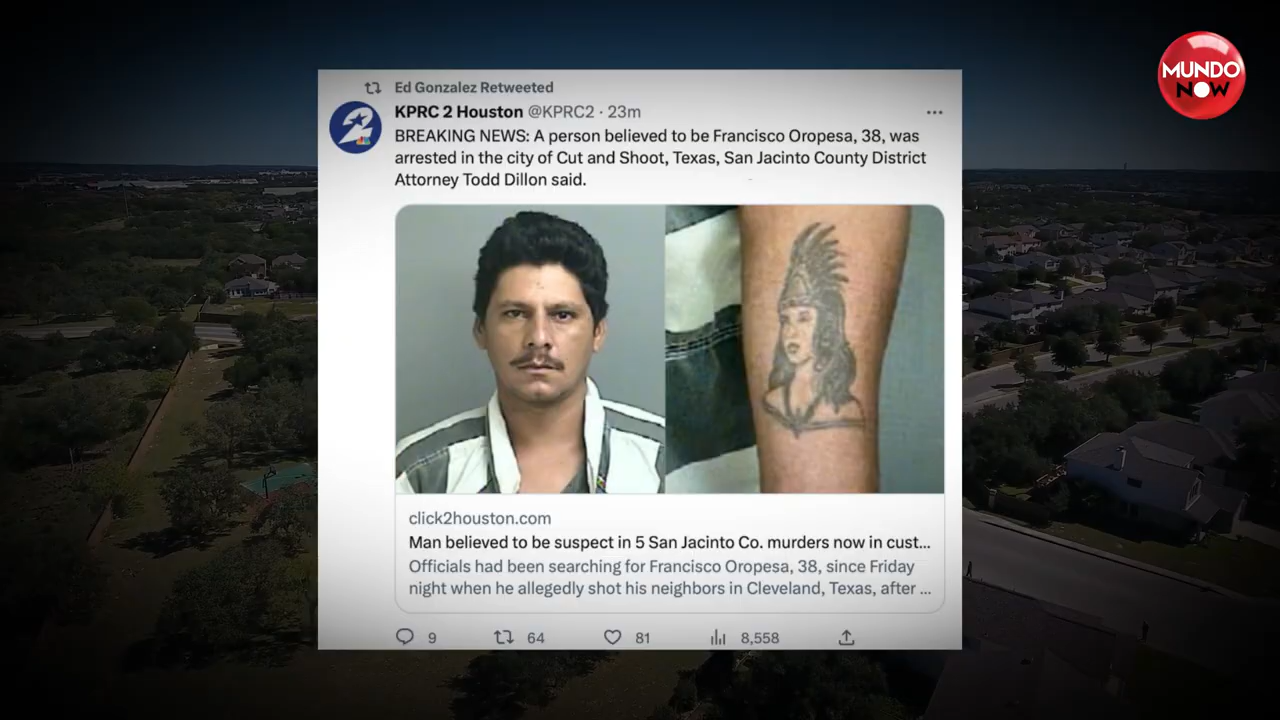 MUNDO
NOW
Ed Gonzalez Retweeted
KPRC 2 Houston @KPRC2 · 23m
BREAKING NEWS: A person believed to be Francisco Oropesa, 38, was
arrested in the city of Cut and Shoot, Texas, San Jacinto County District
Attorney Todd Dillon said.
click2houston.com
Man believed to be suspect in 5 San Jacinto Co. murders now in cust...
Officials had been searching for Francisco Oropesa, 38, since Friday
night when he allegedly shot his neighbors in Cleveland, Texas, after ...
9 64 81 8,558